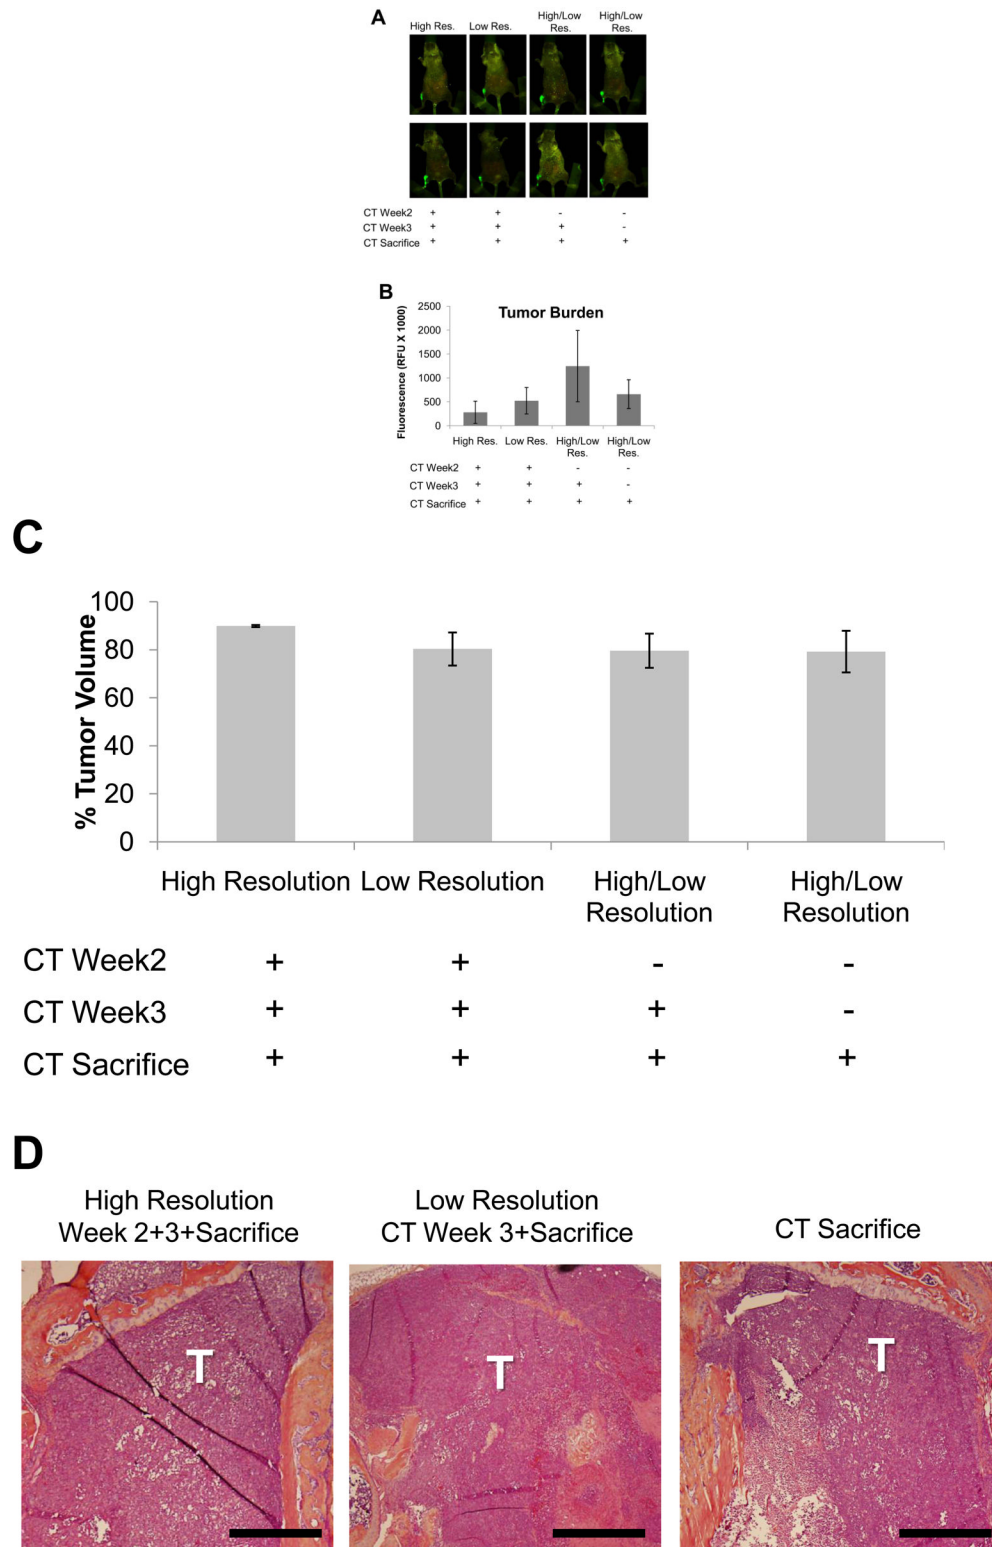 A
High Res. Low Res. High/Low Res. High/Low Res.
CT Week2 + + - -
CT Week3 + + + -
CT Sacrifice + + + +
B
Tumor Burden
Fluorescence (RFU X 1000)
2500
2000
1500
1000
500
0
High Res. Low Res. High/Low Res. High/Low Res.
CT Week2 + + - -
CT Week3 + + + -
CT Sacrifice + + + +
C
% Tumor Volume
100
80
60
40
20
0
High Resolution Low Resolution High/Low Resolution High/Low Resolution
CT Week2 + + - -
CT Week3 + + + -
CT Sacrifice + + + +
D
High Resolution
Week 2+3+Sacrifice
Low Resolution
CT Week 3+Sacrifice
CT Sacrifice
T
T
T